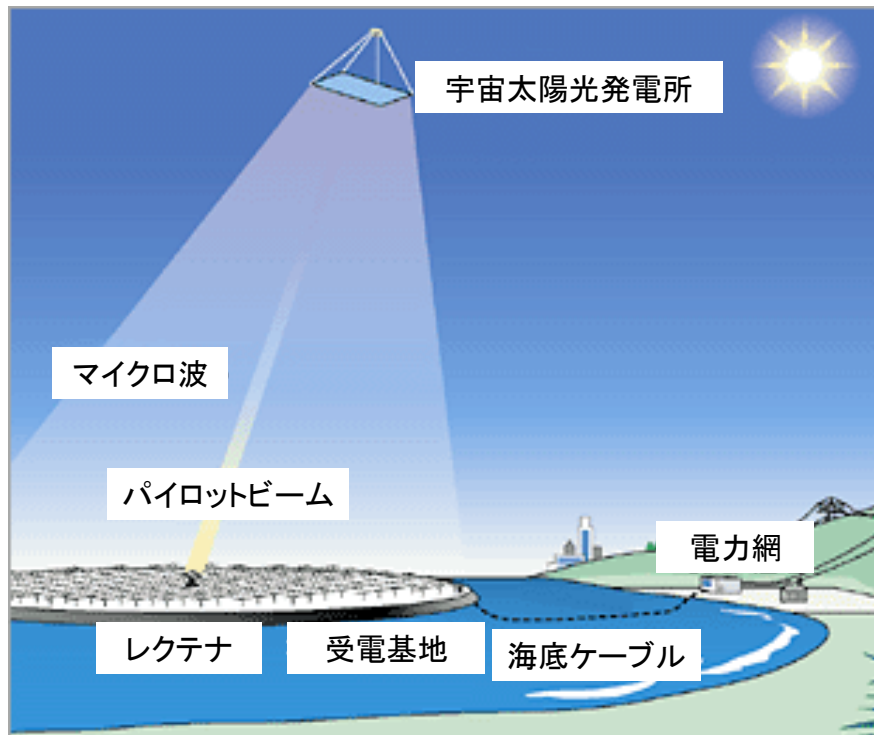 宇宙太陽光発電所
マイクロ波
パイロットビーム
電力網
レクテナ
受電基地
海底ケーブル